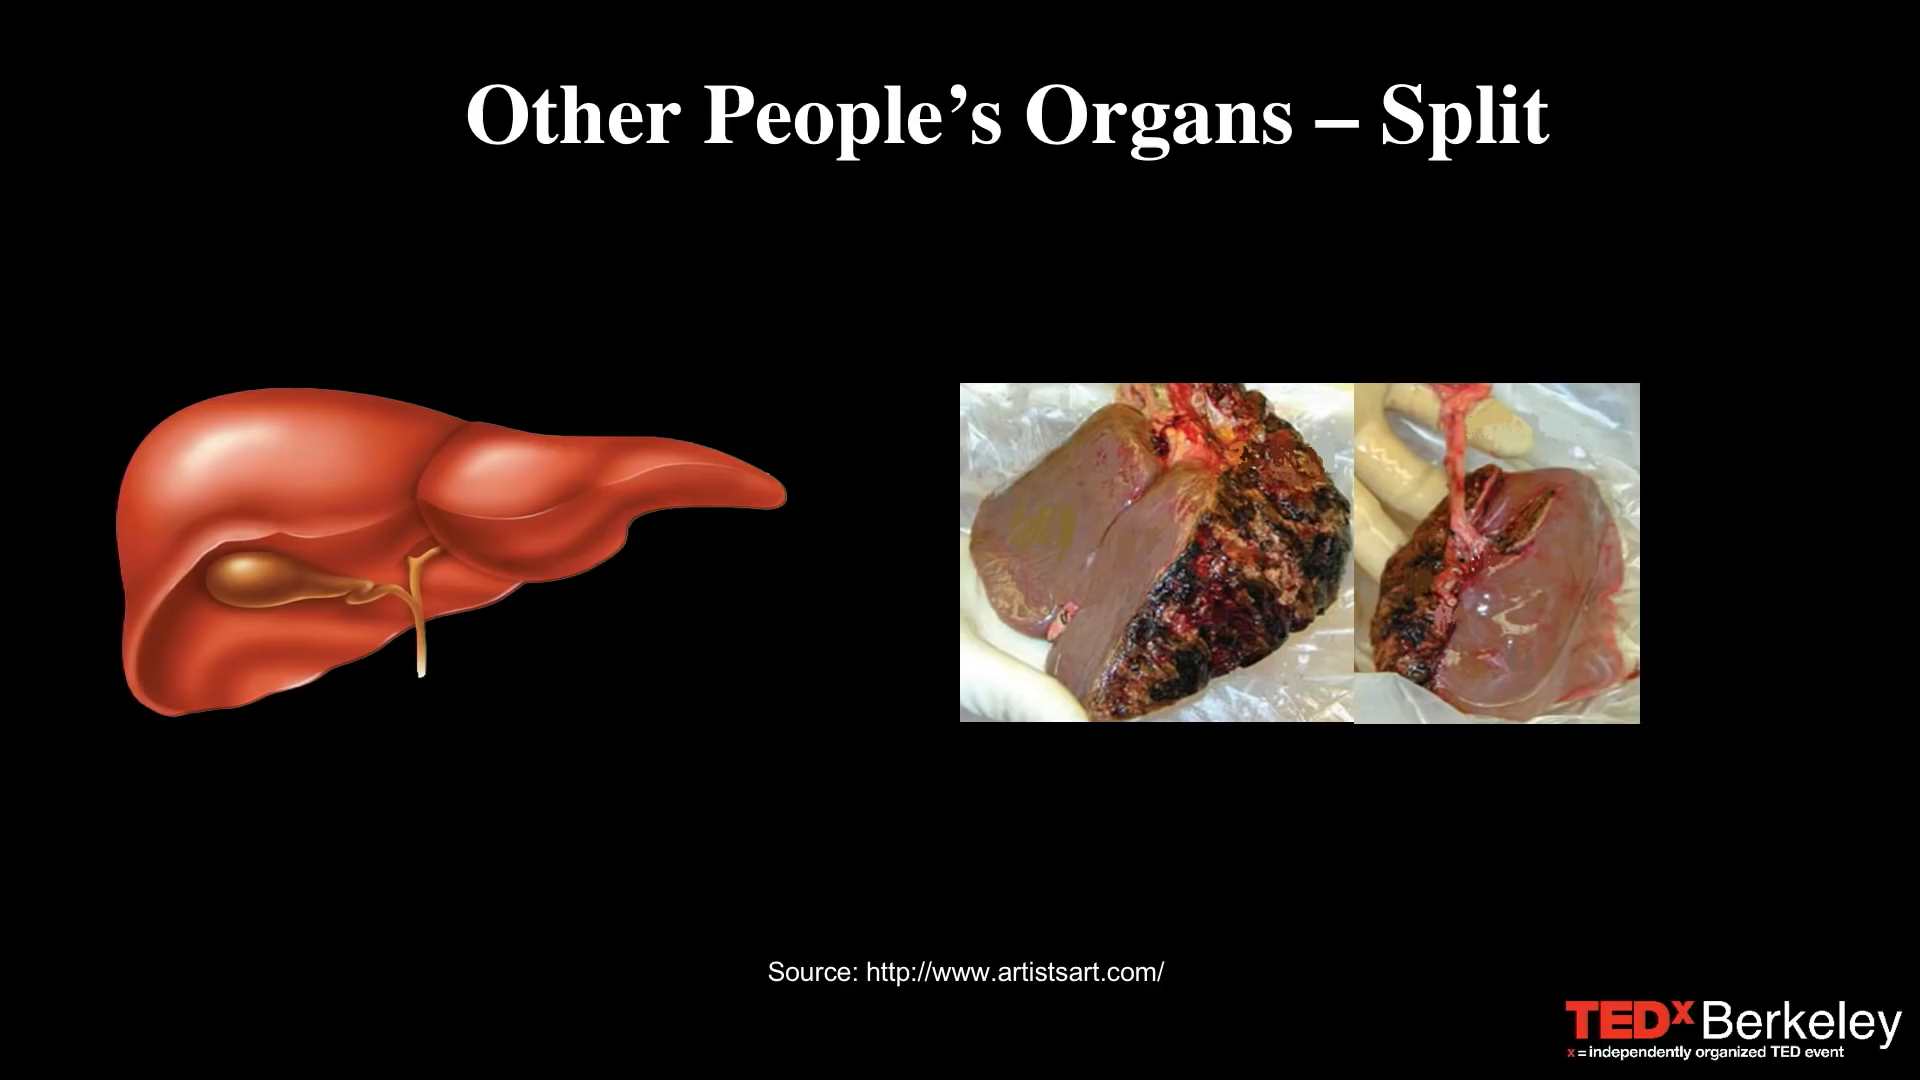 Other People’s Organs – Split
Source: http://www.artistsart.com/
TEDx Berkeley
x = independently organized TED event